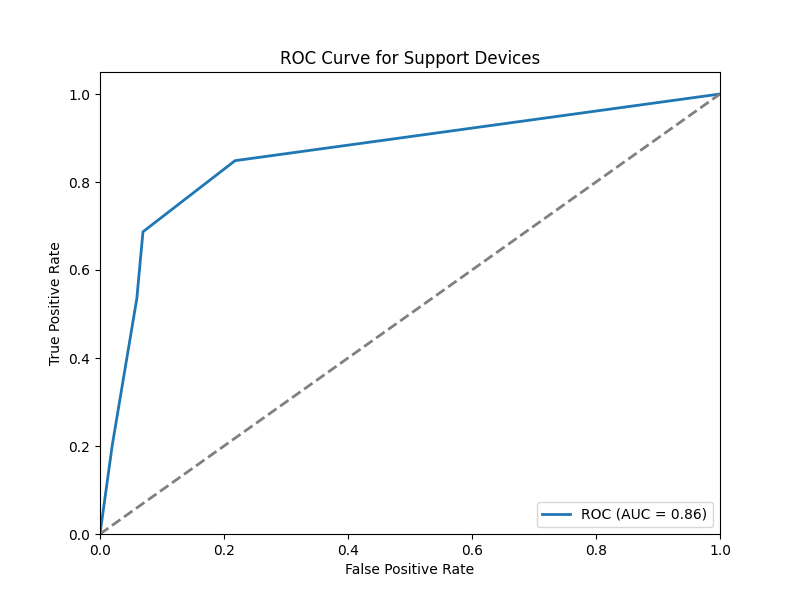 ROC Curve for Support Devices
True Positive Rate
1.0
0.8
0.6
0.4
0.2
0.0
0.0 0.2 0.4 0.6 0.8 1.0
False Positive Rate
ROC (AUC = 0.86)